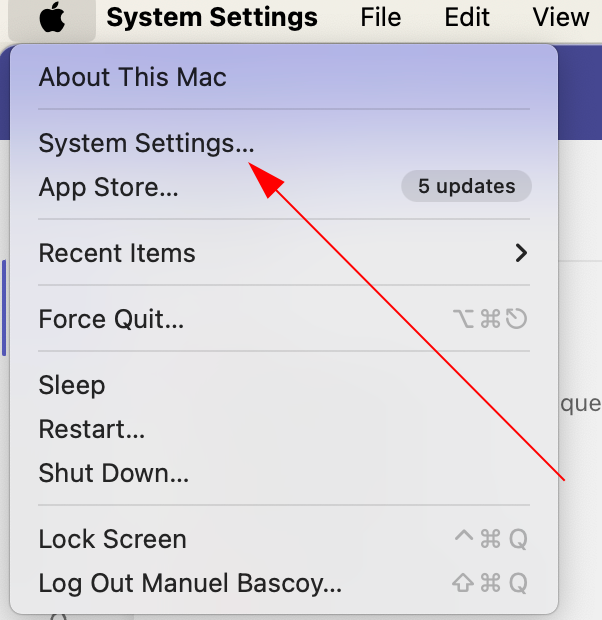 System Settings File Edit View
About This Mac
System Settings...
App Store... 5 updates
Recent Items
Force Quit... ⌥⌘⎋
Sleep
Restart...
Shut Down...
Lock Screen ^⌘Q
Log Out Manuel Bascoy... ⇧⌘Q
que